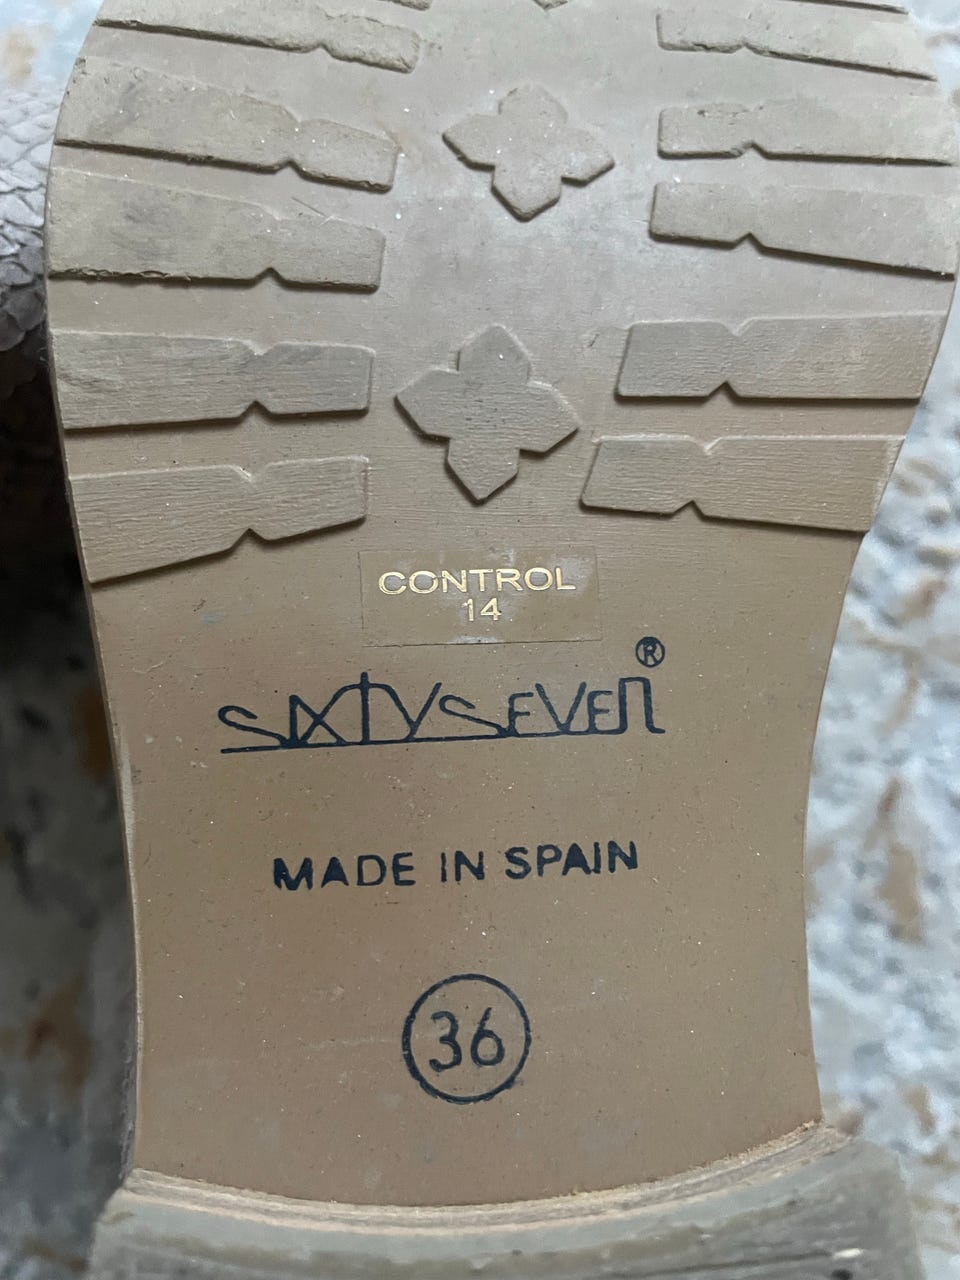 CONTROL
14
SIXTYSEVEN®
MADE IN SPAIN
36